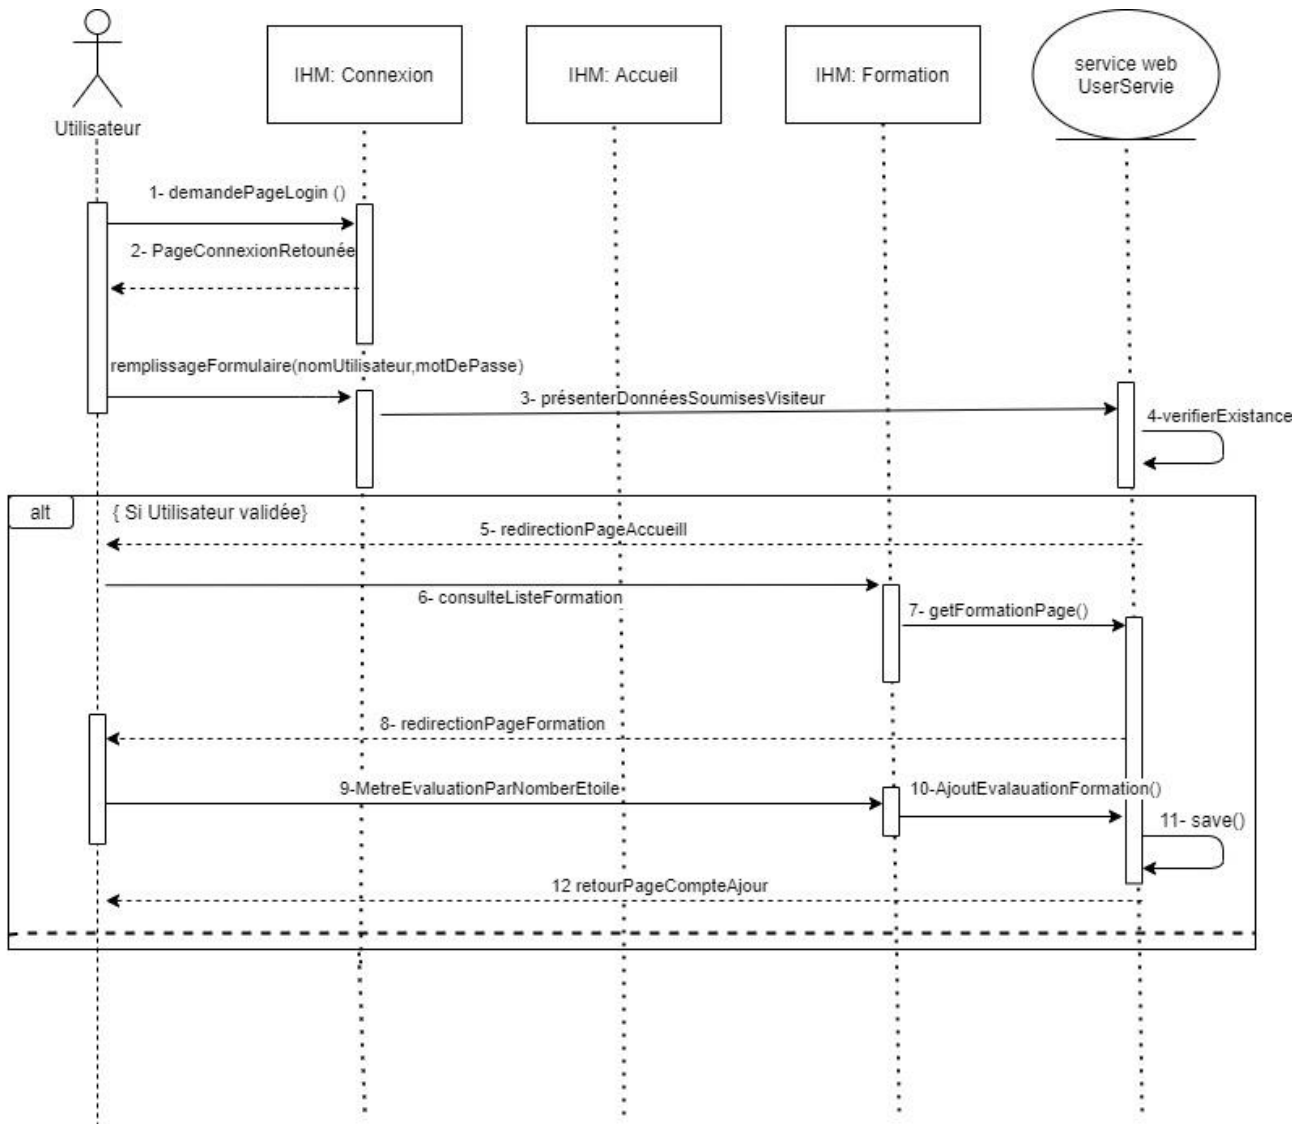 Utilisateur
IHM: Connexion
IHM: Accueil
IHM: Formation
service web
UserServie
1- demandePageLogin ()
2- PageConnexionRetounée
remplissageFormulaire(nomUtilisateur,motDePasse)
3- présenterDonnéesSoumisesVisiteur
4-verifierExistance
alt
{ Si Utilisateur validée}
5- redirectionPageAccueill
6- consulteListeFormation
7- getFormationPage()
8- redirectionPageFormation
9-MetreEvaluationParNomberEtoile
10-AjoutEvalauationFormation()
11- save()
12 retourPageCompteAjour